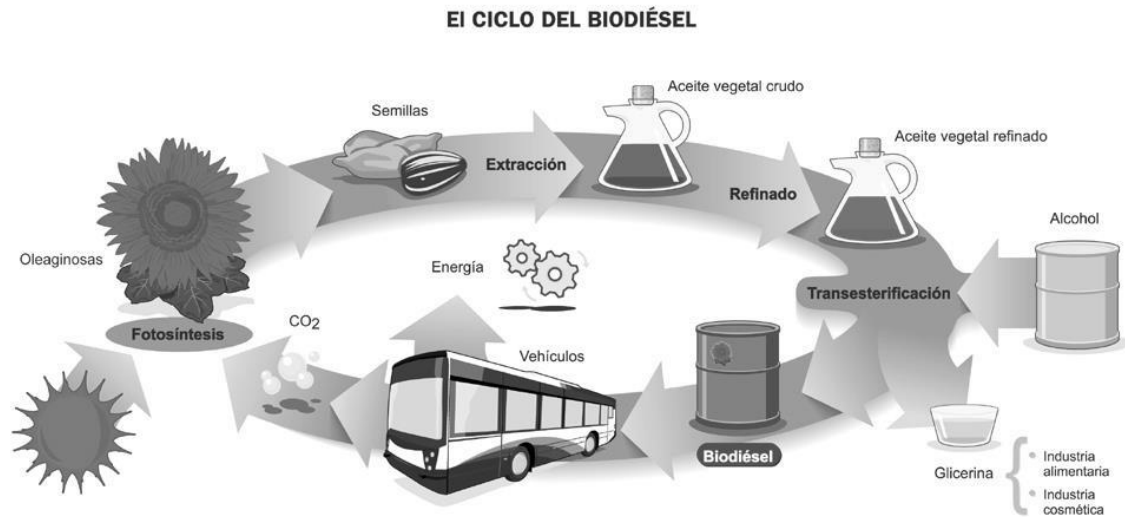 El CICLO DEL BIODIÉSEL
Aceite vegetal crudo
Semillas
Aceite vegetal refinado
Extracción
Refinado
Alcohol
Oleaginosas
Energía
Transesterificación
Fotosíntesis
CO2
Vehículos
Biodiésel
Glicerina
Industria
alimentaria
Industria
cosmética